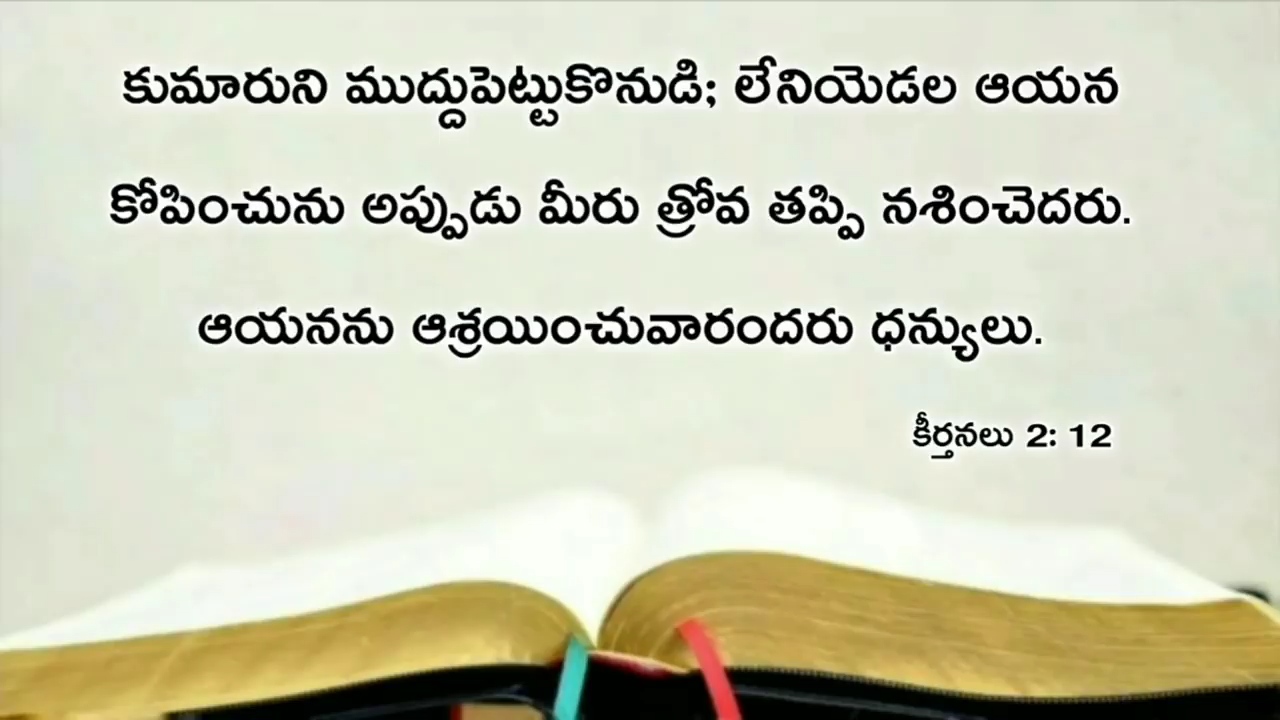 కుమారుని ముద్దుపెట్టుకొనుడి; లేనియెడల ఆయన
కోపించును అప్పుడు మీరు త్రోవ తప్పి నశించెదరు.
ఆయనను ఆశ్రయించువారందరు ధన్యులు.
కీర్తనలు 2: 12